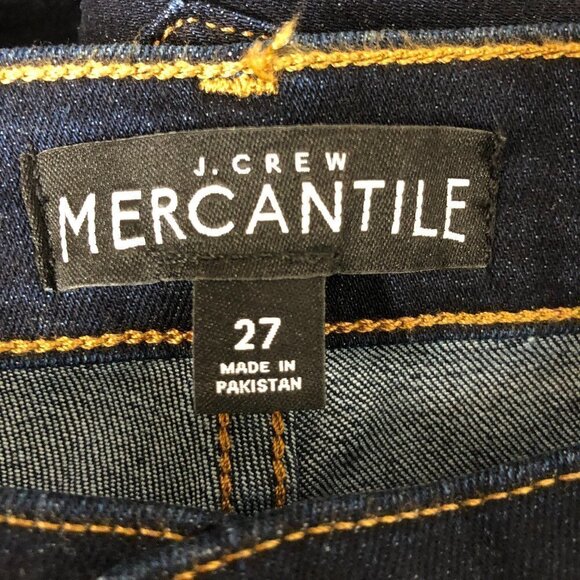 J. CREW
MERCANTILE
27
MADE IN
PAKISTAN